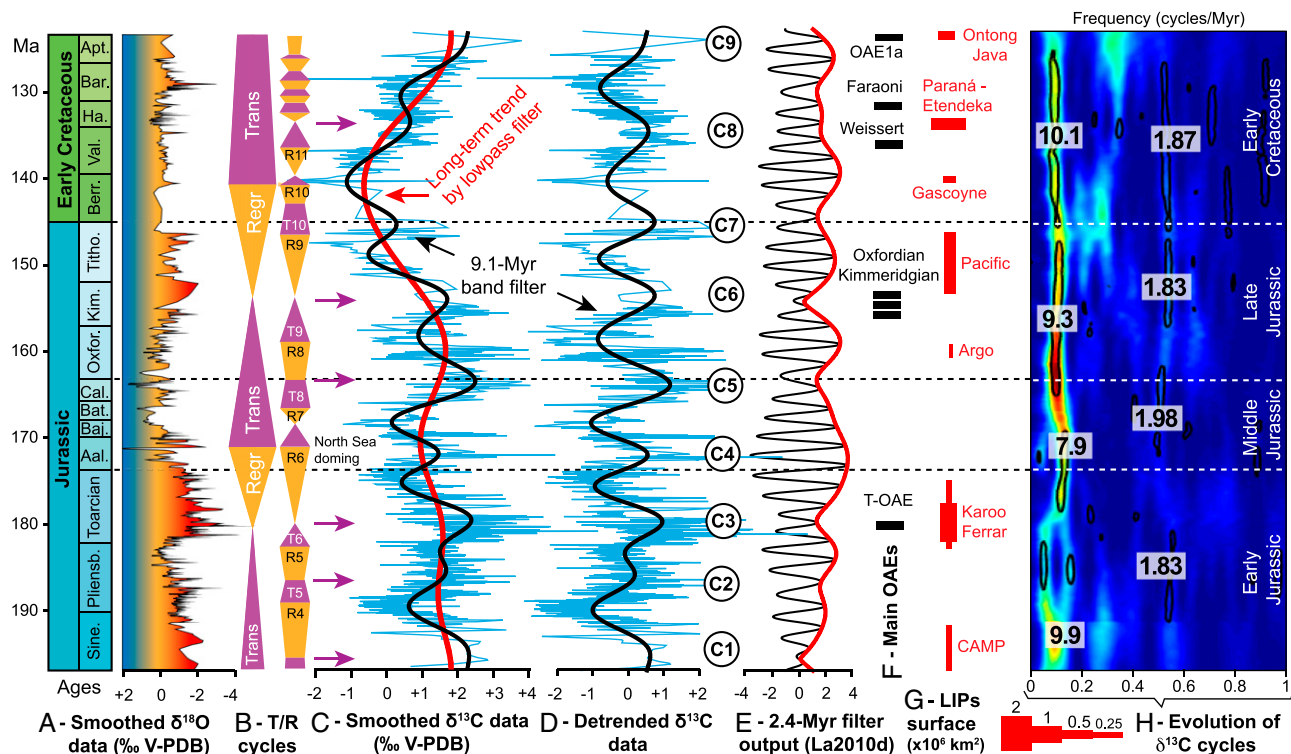 Frequency (cycles/Myr)
Ma
130
140
150
160
170
180
190
Early Cretaceous
Jurassic
Apt.
Bar.
Ha.
Val.
Berr.
Titho.
Kim.
Oxfor.
Cal.
Bat.
Baj.
Aal.
Toarcian
Pliensb.
Sine.
Trans
Regr
Trans
Regr
Trans
R11
R10
T10
R9
T9
R8
T8
R7
R6
T6
R5
T5
R4
North Sea
doming
Long-term trend
by lowpass filter
9.1-Myr
band filter
C9
C8
C7
C6
C5
C4
C3
C2
C1
OAE1a
Faraoni
Weissert
Oxfordian
Kimmeridgian
T-OAE
F - Main OAEs
Ontong
Java
Paraná -
Etendeka
Gascoyne
Pacific
Argo
Karoo
Ferrar
CAMP
10.1
1.87
9.3
1.83
7.9
1.98
1.83
9.9
Early
Cretaceous
Late
Jurassic
Middle
Jurassic
Early
Jurassic
Ages
+2 0 -2 -4
-2 -1 0 +1 +2 +3 +4
-2 -1 0 +1 +2
-4 -2 0 2 4
0 0.2 0.4 0.6 0.8 1
A - Smoothed δ18O
data (‰ V-PDB)
B - T/R
cycles
C - Smoothed δ13C data
(‰ V-PDB)
D - Detrended δ13C
data
E - 2.4-Myr filter
output (La2010d)
G - LIPs
surface
(x10⁶ km²)
2
1
0.5
0.25
H - Evolution of
δ13C cycles